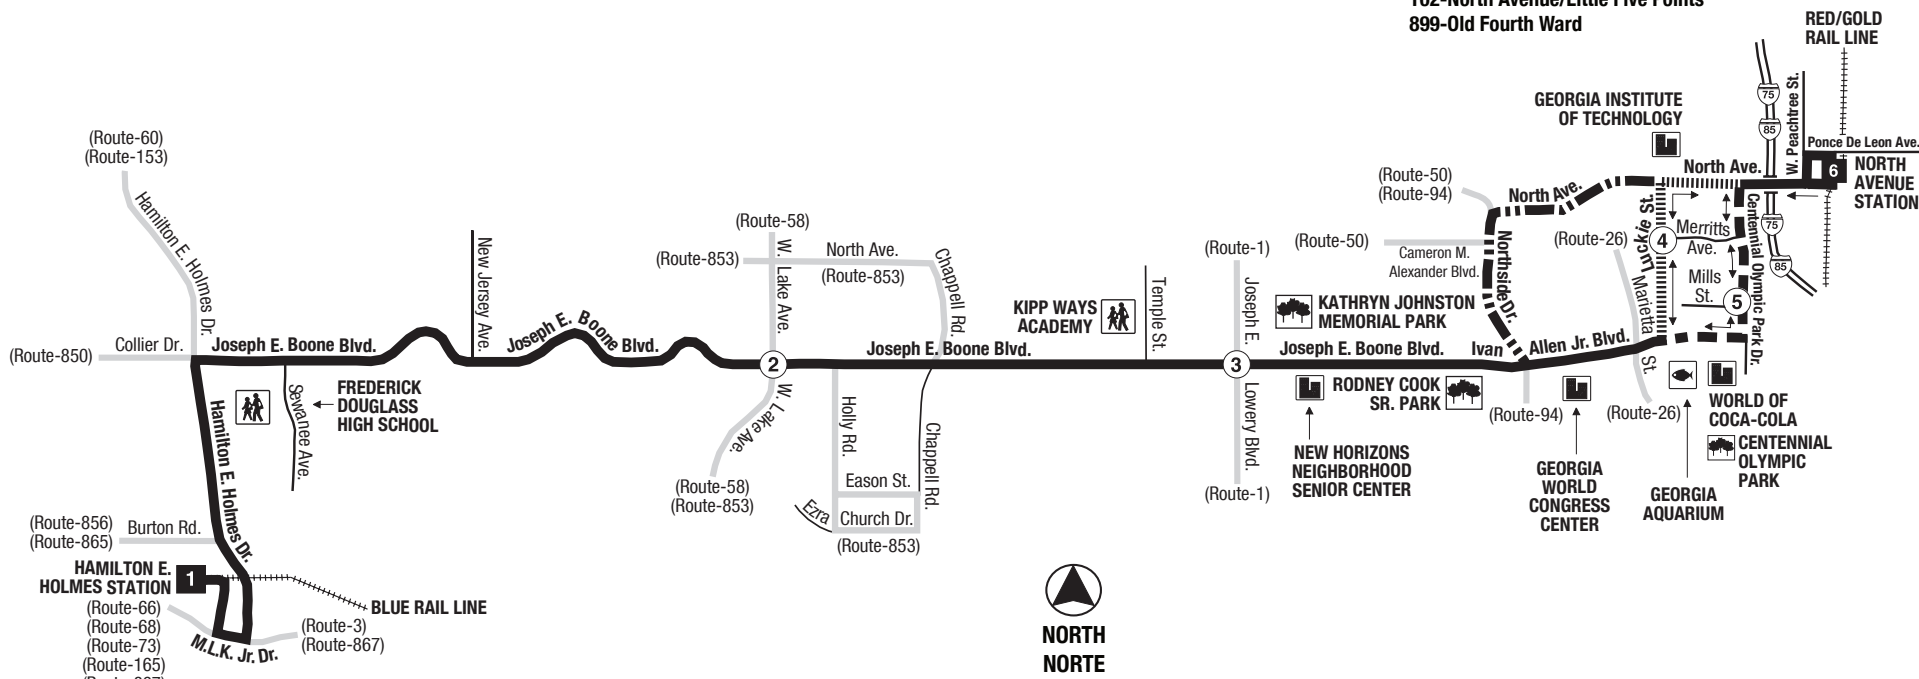 162-North Avenue/Little Five Points
899-Old Fourth Ward
RED/GOLD
RAIL LINE
75
85
W. Peachtree St.
Ponce De Leon Ave.
GEORGIA INSTITUTE
OF TECHNOLOGY
North Ave.
6
NORTH
AVENUE
STATION
(Route-60)
(Route-153)
Hamilton E. Holmes Dr.
(Route-50)
(Route-94)
North Ave.
Luckie St.
4
Merritts
Ave.
Centennial Olympic Park Dr.
75
85
Mills
St.
5
(Route-26)
Marietta St.
(Route-50)
Cameron M.
Alexander Blvd.
Northside Dr.
(Route-58)
W. Lake Ave.
North Ave.
(Route-853)
(Route-853)
Chappell Rd.
New Jersey Ave.
(Route-1)
Joseph E. Lowery Blvd.
KIPP WAYS
ACADEMY
Temple St.
KATHRYN JOHNSTON
MEMORIAL PARK
(Route-850)
Collier Dr.
Joseph E. Boone Blvd.
Joseph E. Boone Blvd.
2
Joseph E. Boone Blvd.
3
Joseph E. Boone Blvd.
Ivan Allen Jr. Blvd.
Sewanee Ave.
FREDERICK
DOUGLASS
HIGH SCHOOL
Hamilton E. Holmes Dr.
W. Lake Ave.
Holly Rd.
Chappell Rd.
(Route-58)
(Route-853)
Eason St.
Ezra
Church Dr.
(Route-853)
(Route-1)
RODNEY COOK
SR. PARK
(Route-94)
(Route-26)
WORLD OF
COCA-COLA
CENTENNIAL
OLYMPIC
PARK
NEW HORIZONS
NEIGHBORHOOD
SENIOR CENTER
GEORGIA
WORLD
CONGRESS
CENTER
GEORGIA
AQUARIUM
(Route-856)
(Route-865)
Burton Rd.
HAMILTON E.
HOLMES STATION
1
BLUE RAIL LINE
(Route-66)
(Route-68)
(Route-73)
(Route-165)
M.L.K. Jr. Dr.
(Route-3)
(Route-867)
NORTH
NORTE